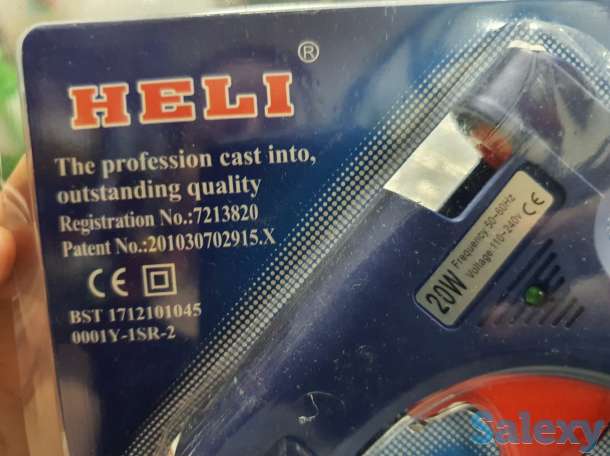 HELI ®
The profession cast into,
outstanding quality
Registration No.:7213820
Patent No.:201030702915.X
CE
BST 1712101045
0001Y-1SR-2
20W
Frequency 50~60Hz
Voltage:110~240v CE
Salexy